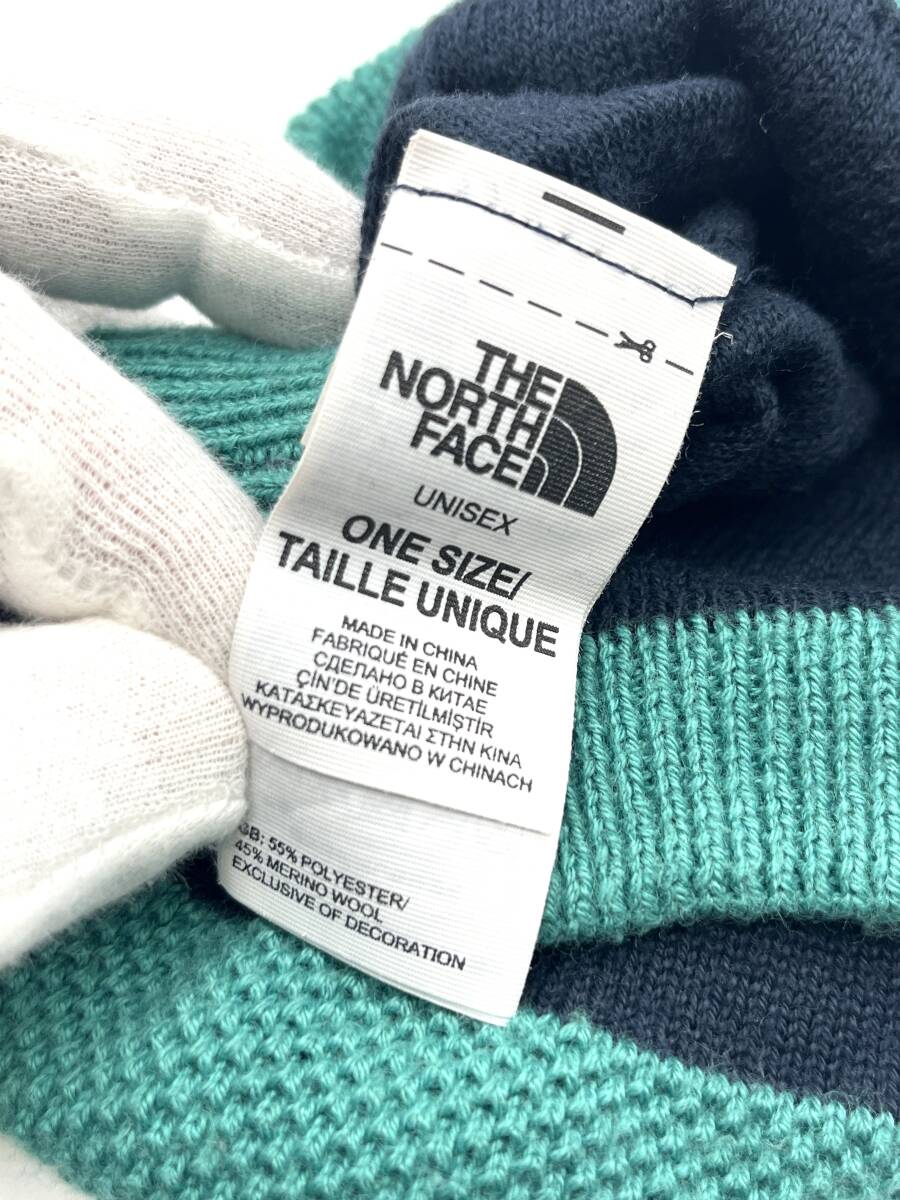 THE
NORTH
FACE
UNISEX
ONE SIZE/
TAILLE UNIQUE
MADE IN CHINA
FABRIQUÉ EN CHINE
СДЕЛАНО В КИТАЕ
ÇİN'DE ÜRETİLMİŞTİR
ΚΑΤΑΣΚΕΥΑΖΕΤΑΙ ΣΤΗΝ ΚΙΝΑ
WYPRODUKOWANO W CHINACH
GB: 55% POLYESTER/
45% MERINO WOOL
EXCLUSIVE OF DECORATION